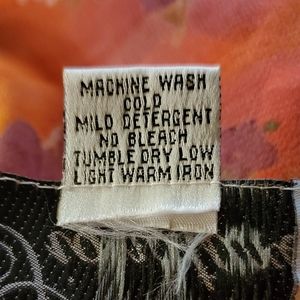 MACHINE WASH
COLD
MILD DETERGENT
NO BLEACH
TUMBLE DRY LOW
LIGHT WARM IRON